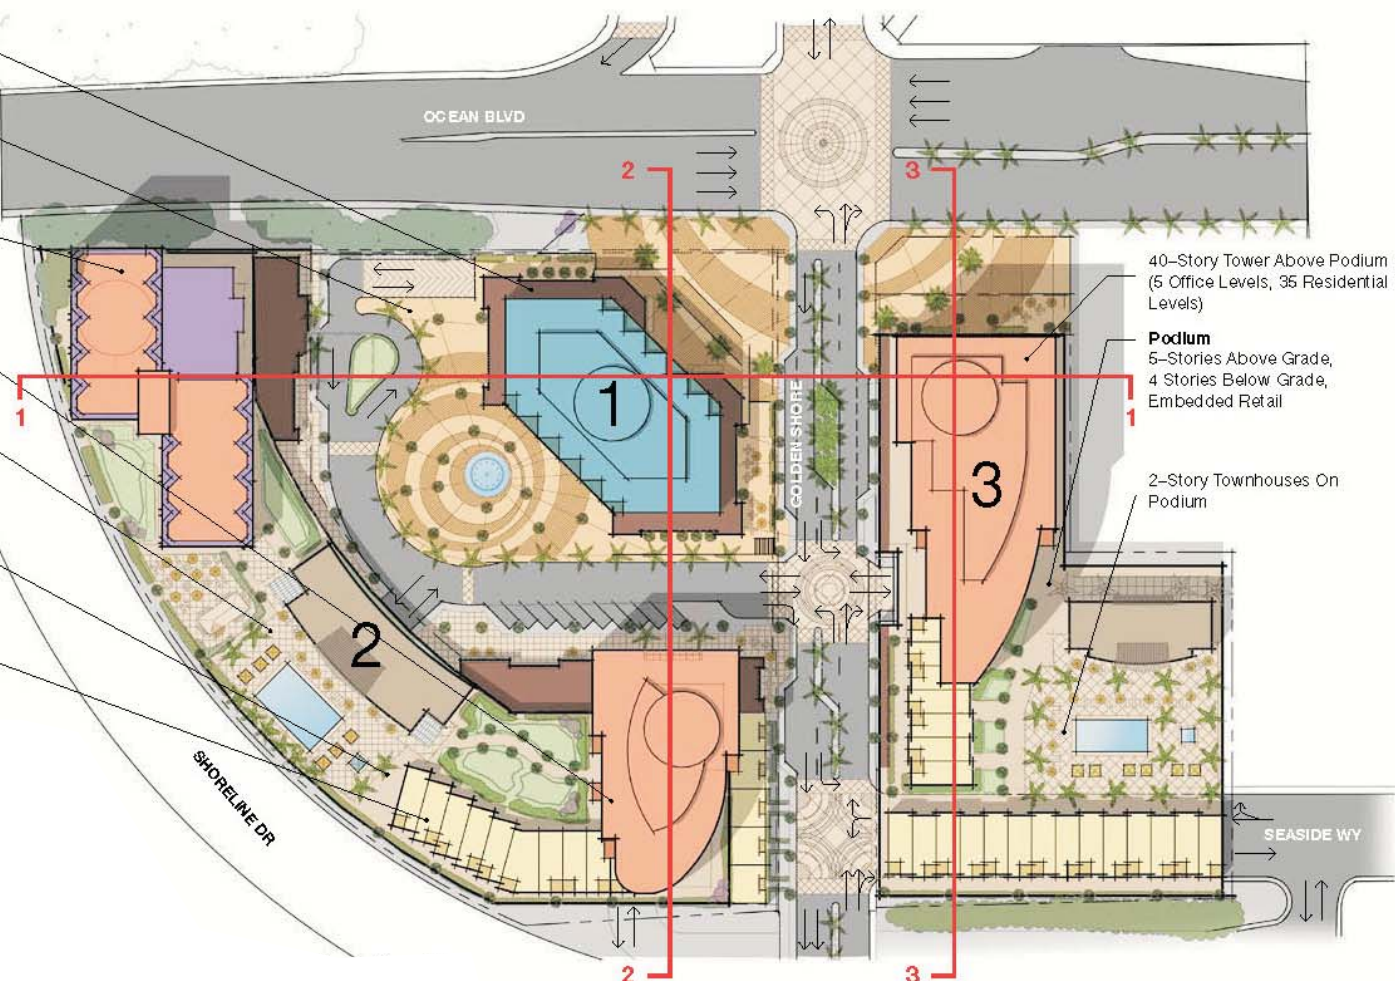 OCEAN BLVD
2
3
40–Story Tower Above Podium
(5 Office Levels, 35 Residential
Levels)
Podium
5–Stories Above Grade,
4 Stories Below Grade,
Embedded Retail
1
1
1
GOLDEN SHORE
3
2–Story Townhouses On
Podium
2
SHORELINE DR
SEASIDE WY
2
3